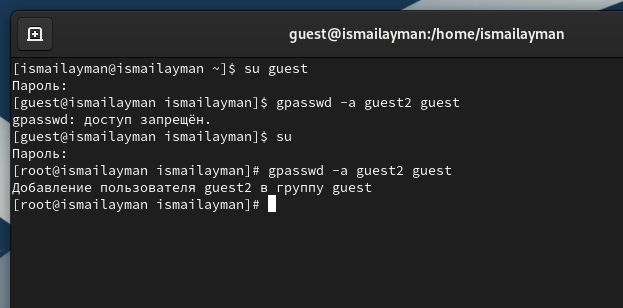 guest@ismailayman:/home/ismailayman
[ismailayman@ismailayman ~]$ su guest
Пароль:
[guest@ismailayman ismailayman]$ gpasswd -a guest2 guest
gpasswd: доступ запрещён.
[guest@ismailayman ismailayman]$ su
Пароль:
[root@ismailayman ismailayman]# gpasswd -a guest2 guest
Добавление пользователя guest2 в группу guest
[root@ismailayman ismailayman]#